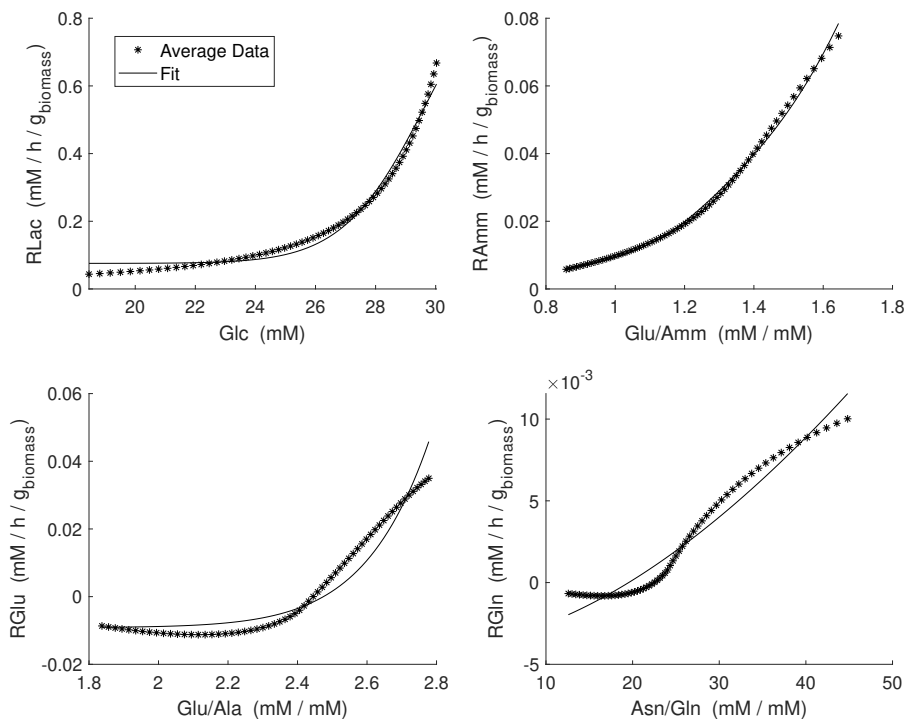 0.8
0.6
0.4
0.2
0
RLac (mM / h / g_biomass)
Average Data
Fit
20 22 24 26 28 30
Glc (mM)
0.08
0.06
0.04
0.02
0
RAmm (mM / h / g_biomass)
0.8 1 1.2 1.4 1.6 1.8
Glu/Amm (mM / mM)
0.06
0.04
0.02
0
-0.02
RGlu (mM / h / g_biomass)
1.8 2 2.2 2.4 2.6 2.8
Glu/Ala (mM / mM)
×10^-3
10
5
0
-5
RGln (mM / h / g_biomass)
10 20 30 40 50
Asn/Gln (mM / mM)